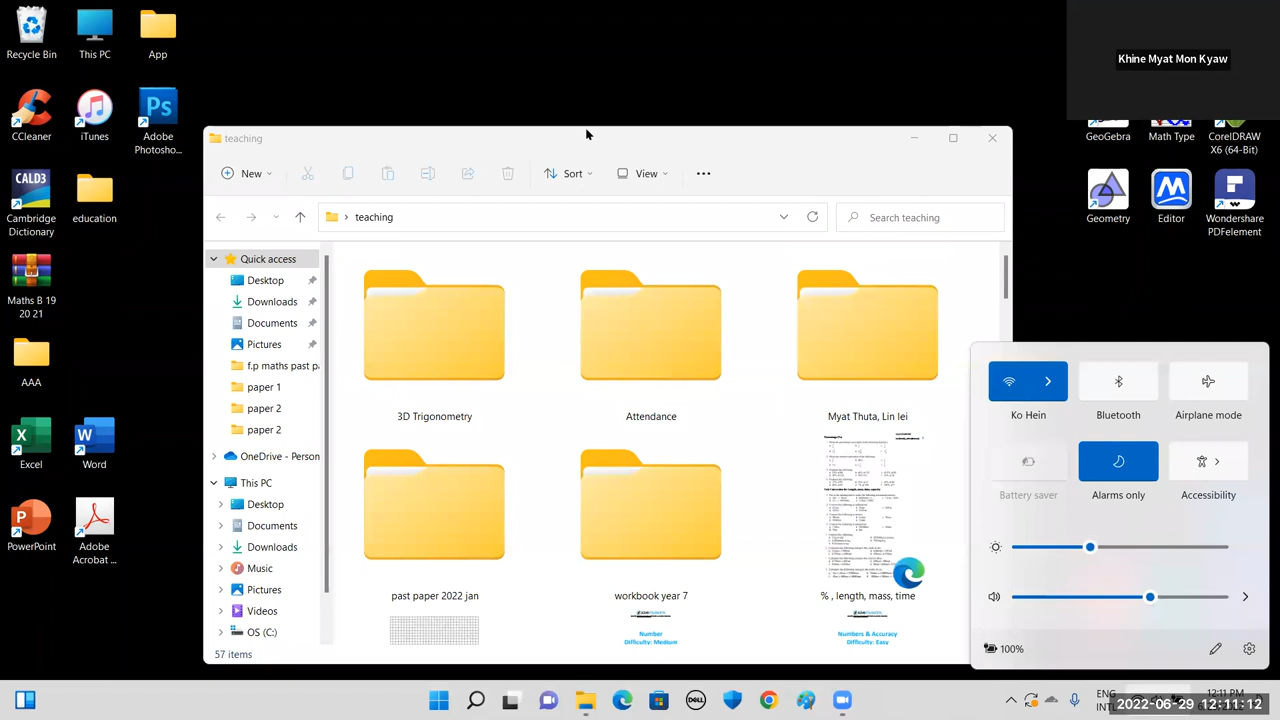 Recycle Bin
This PC
App
CCleaner
iTunes
Adobe
Photosho...
Ps
CALD3
Cambridge
Dictionary
education
Maths B 19
20 21
AAA
Excel
Word
PowerPoint
Adobe
Acrobat ...
Khine Myat Mon Kyaw
GeoGebra
Math Type
CorelDRAW
X6 (64-Bit)
Geometry
Editor
Wondershare
PDFelement
teaching
New
Sort
View
teaching
Search teaching
Quick access
Desktop
Downloads
Documents
Pictures
f.p maths past p
paper 1
paper 2
paper 2
OneDrive - Person
This PC
Desktop
Documents
Downloads
Music
Pictures
Videos
OS (C:)
3D Trigonometry
Attendance
Myat Thuta, Lin lei
past paper 2022 jan
workbook year 7
% , length, mass, time
Number
Difficulty: Medium
Numbers & Accuracy
Difficulty: Easy
57 items
Ko Hein
Bluetooth
Airplane mode
Battery saver
Alarms only
Accessibility
100%
DELL
ENG
INTL
12:11 PM
2022-06-29 12:11:12